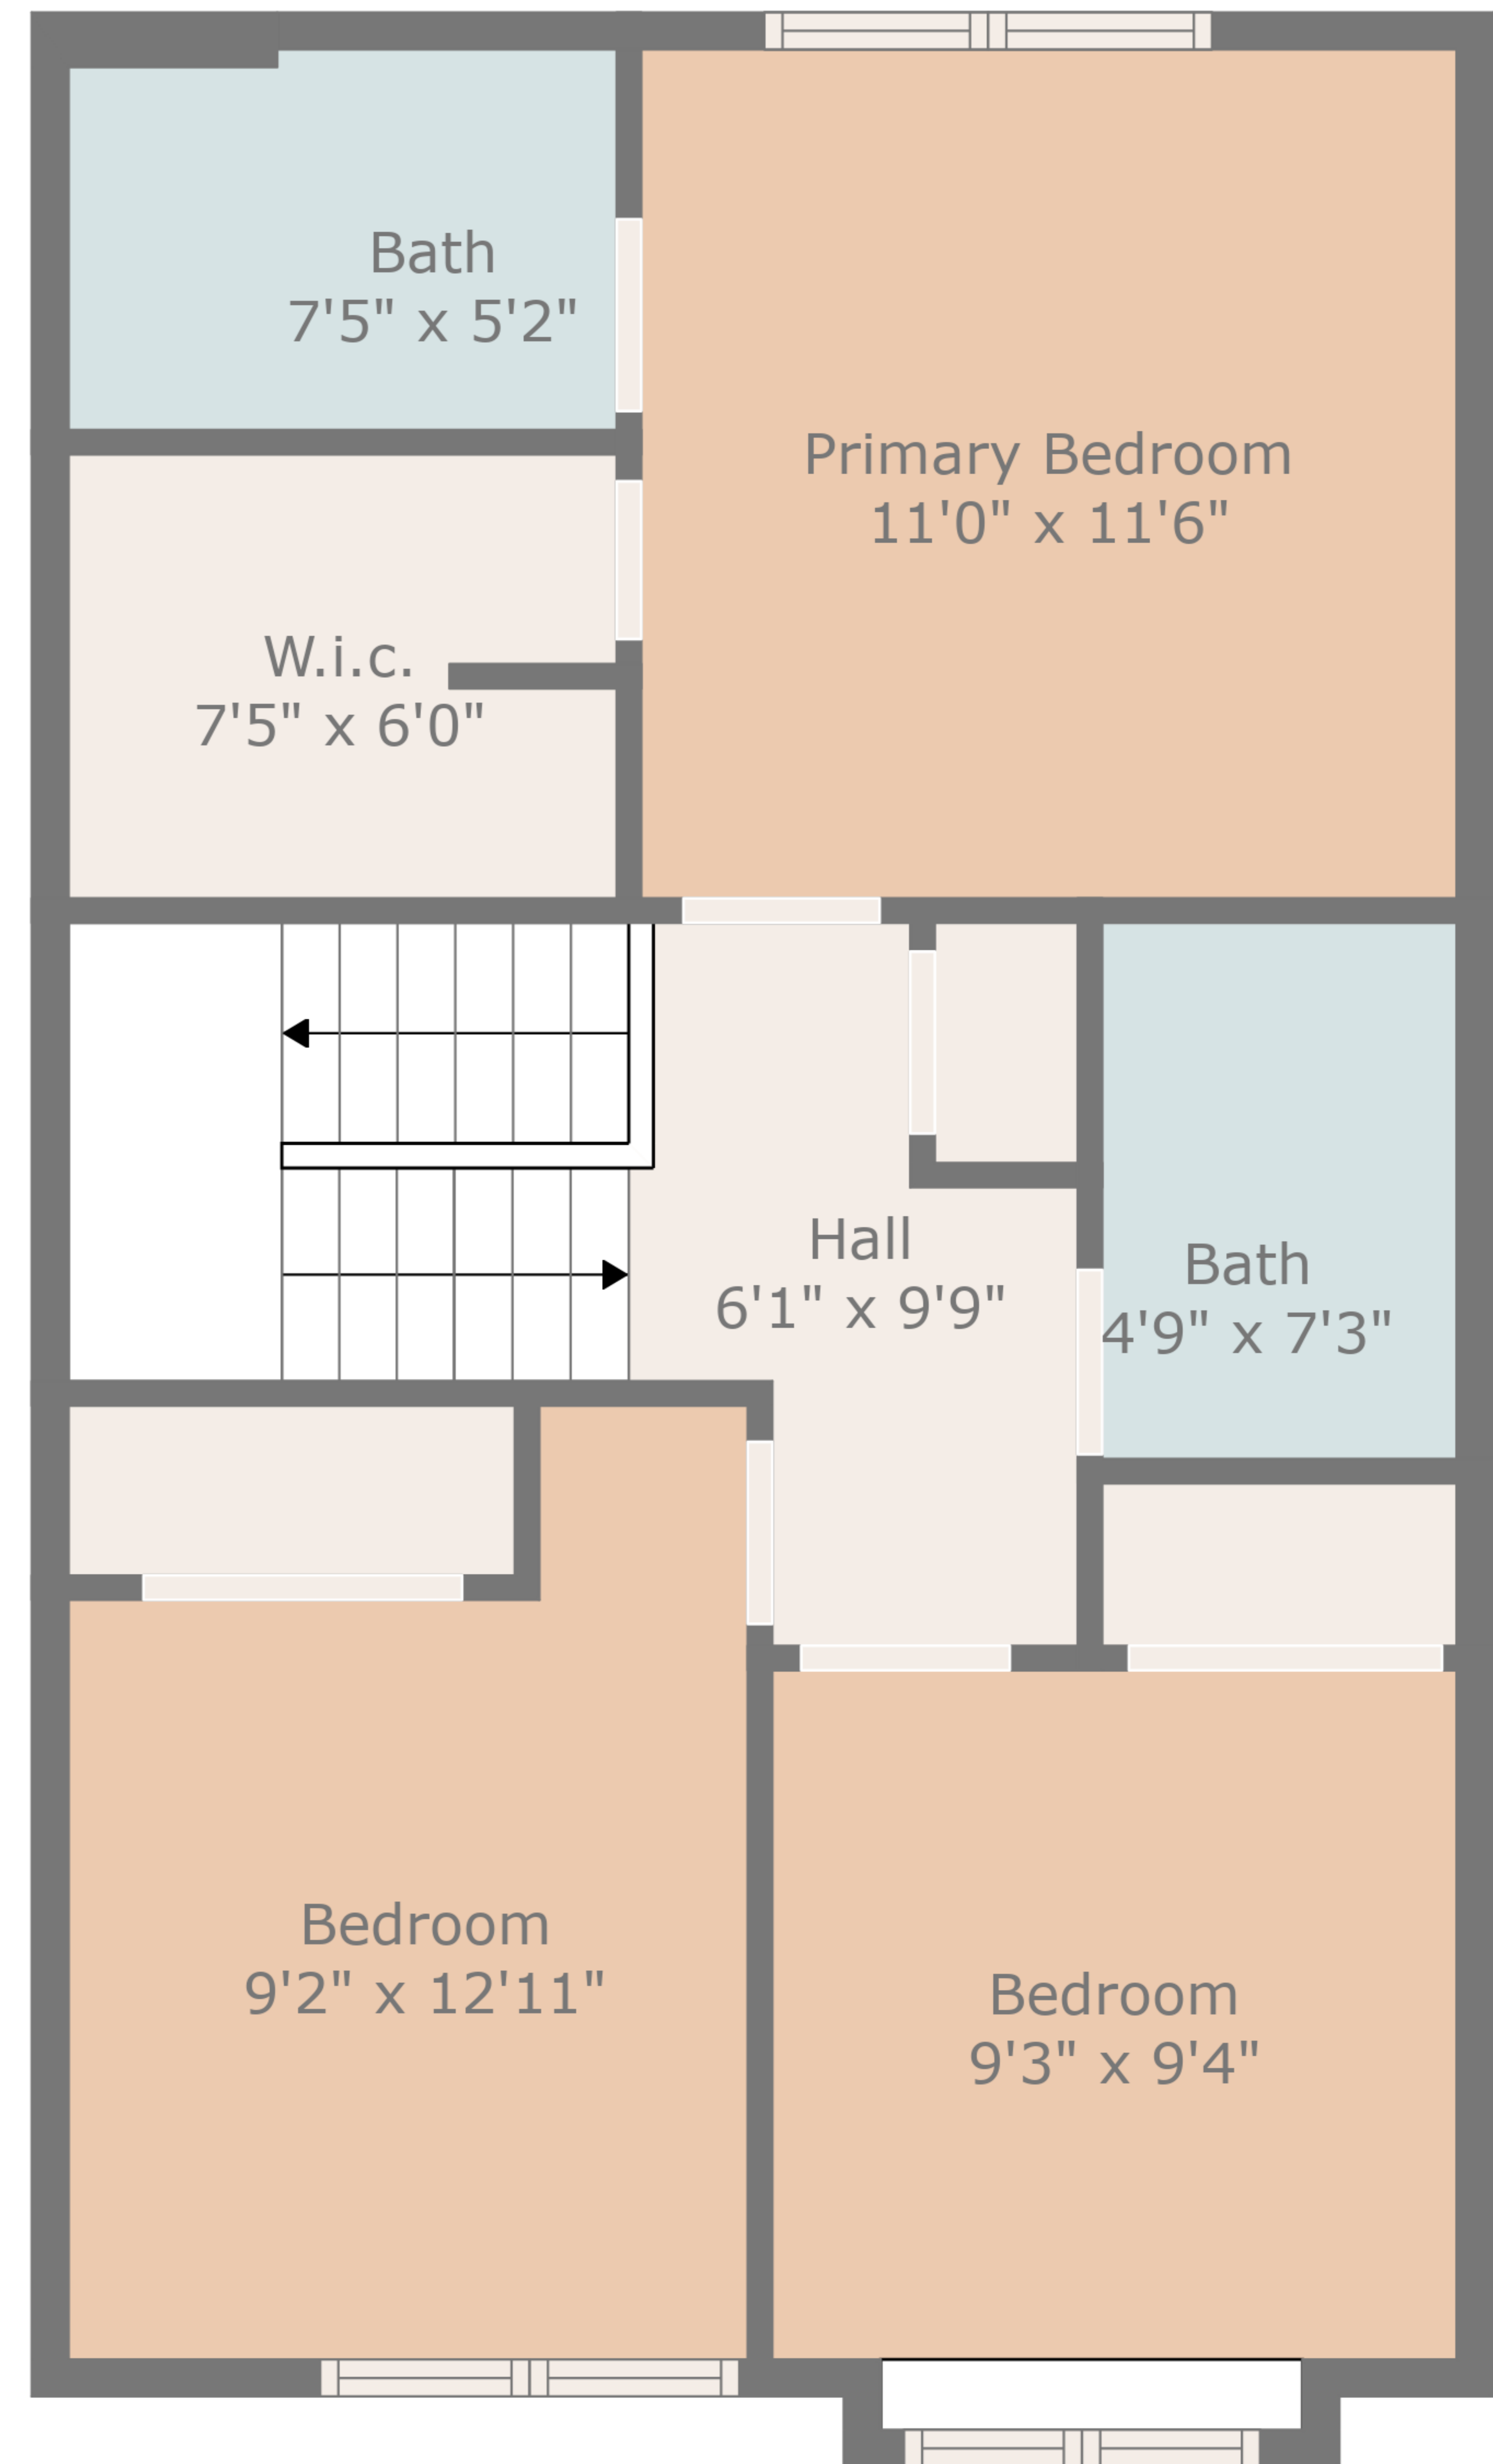 Bath
7'5" x 5'2"
Primary Bedroom
11'0" x 11'6"
W.i.c.
7'5" x 6'0"
Hall
6'1" x 9'9"
Bath
4'9" x 7'3"
Bedroom
9'2" x 12'11"
Bedroom
9'3" x 9'4"